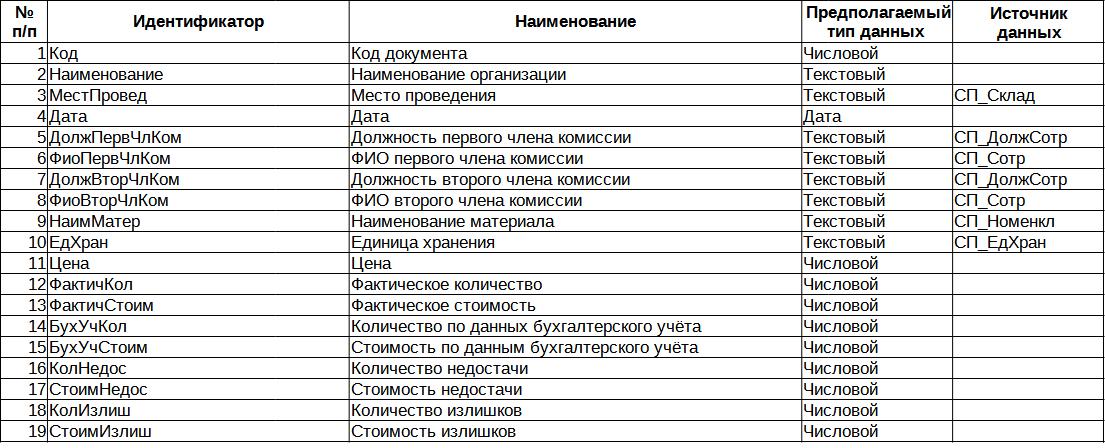 № п/п Идентификатор Наименование Предполагаемый тип данных Источник данных
1 Код Код документа Числовой
2 Наименование Наименование организации Текстовый
3 МестПровед Место проведения Текстовый СП_Склад
4 Дата Дата Дата
5 ДолжПервЧлКом Должность первого члена комиссии Текстовый СП_ДолжСотр
6 ФиоПервЧлКом ФИО первого члена комиссии Текстовый СП_Сотр
7 ДолжВторЧлКом Должность второго члена комиссии Текстовый СП_ДолжСотр
8 ФиоВторЧлКом ФИО второго члена комиссии Текстовый СП_Сотр
9 НаимМатер Наименование материала Текстовый СП_Номенкл
10 ЕдХран Единица хранения Текстовый СП_ЕдХран
11 Цена Цена Числовой
12 ФактичКол Фактическое количество Числовой
13 ФактичСтоим Фактическое стоимость Числовой
14 БухУчКол Количество по данных бухгалтерского учёта Числовой
15 БухУчСтоим Стоимость по данным бухгалтерского учёта Числовой
16 КолНедос Количество недостачи Числовой
17 СтоимНедос Стоимость недостачи Числовой
18 КолИзлиш Количество излишков Числовой
19 СтоимИзлиш Стоимость излишков Числовой